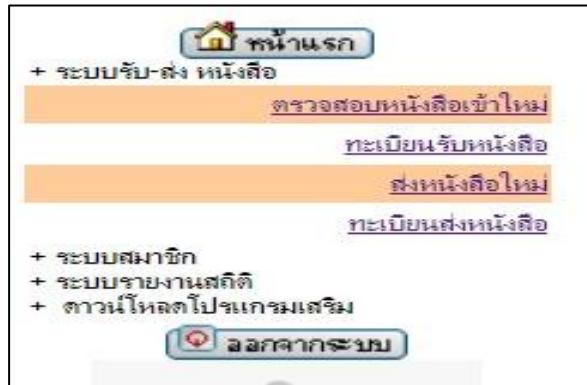 หน้าแรก
+ ระบบรับ-ส่ง หนังสือ
ตรวจสอบหนังสือเข้าใหม่
ทะเบียนรับหนังสือ
ส่งหนังสือใหม่
ทะเบียนส่งหนังสือ
+ ระบบสมาชิก
+ ระบบรายงานสถิติ
+ ดาวน์โหลดโปรแกรมเสริม
ออกจากระบบ